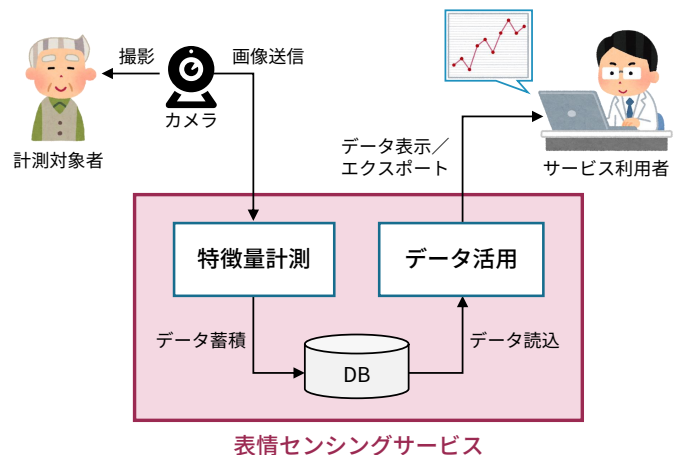 撮影
画像送信
カメラ
計測対象者
データ表示／
エクスポート
サービス利用者
特徴量計測
データ活用
データ蓄積
データ読込
DB
表情センシングサービス